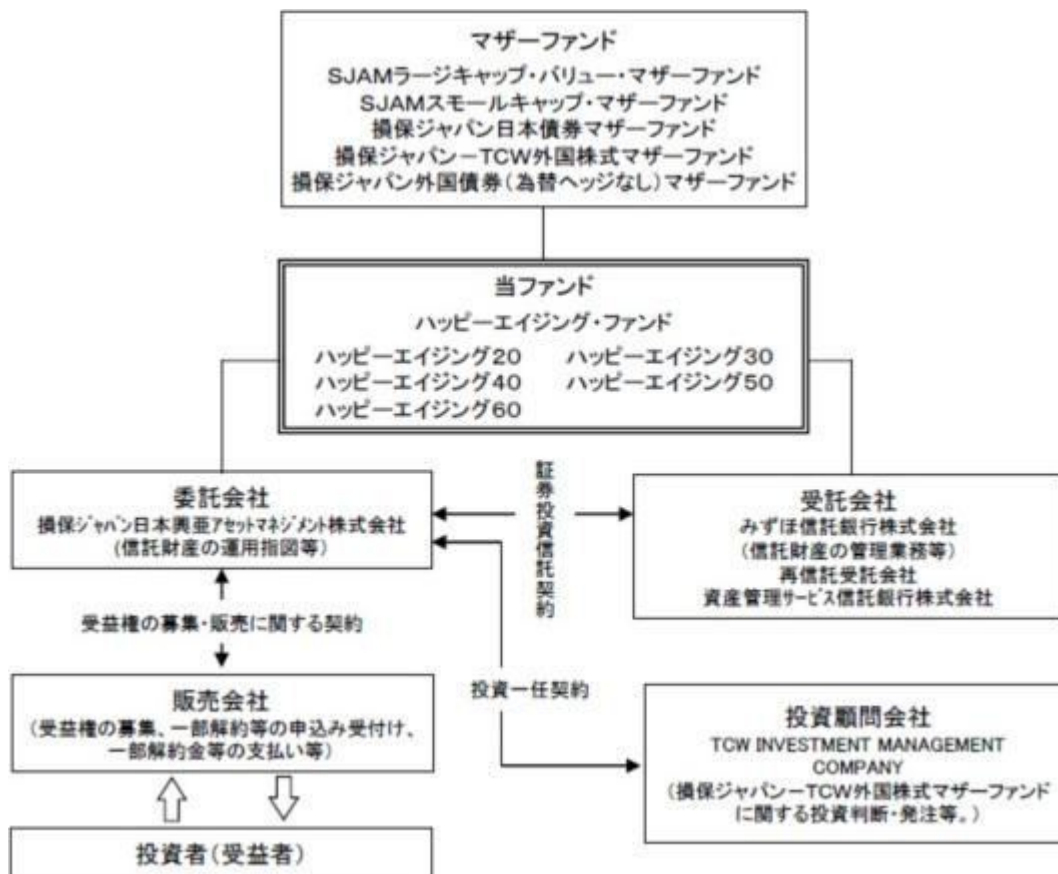 マザーファンド
SJAMラージキャップ・バリュー・マザーファンド
SJAMスモールキャップ・マザーファンド
損保ジャパン日本債券マザーファンド
損保ジャパン－TCW外国株式マザーファンド
損保ジャパン外国債券(為替ヘッジなし)マザーファンド
当ファンド
ハッピーエイジング・ファンド
ハッピーエイジング20 ハッピーエイジング30
ハッピーエイジング40 ハッピーエイジング50
ハッピーエイジング60
委託会社
損保ジャパン日本興亜アセットマネジメント株式会社
(信託財産の運用指図等)
証券投資信託契約
受託会社
みずほ信託銀行株式会社
(信託財産の管理業務等)
再信託受託会社
資産管理サービス信託銀行株式会社
受益権の募集・販売に関する契約
販売会社
(受益権の募集、一部解約等の申込み受付け、
一部解約金等の支払い等)
投資一任契約
投資顧問会社
TCW INVESTMENT MANAGEMENT
COMPANY
(損保ジャパン－TCW外国株式マザーファンド
に関する投資判断・発注等。)
投資者(受益者)